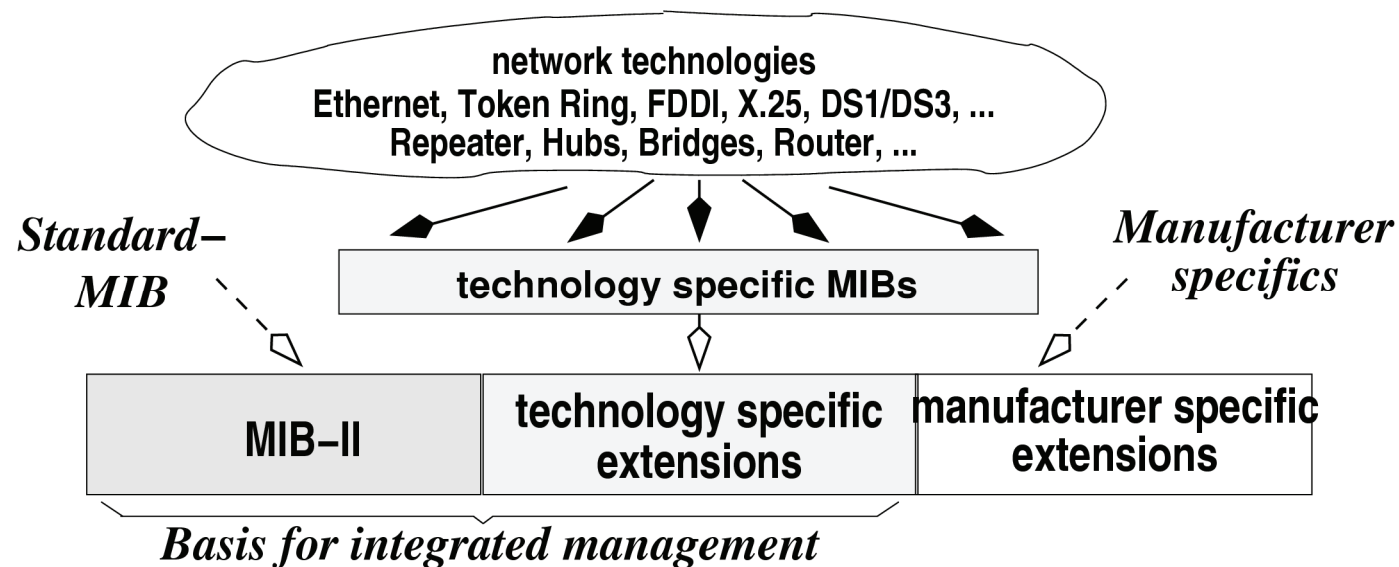 network technologies
Ethernet, Token Ring, FDDI, X.25, DS1/DS3, ...
Repeater, Hubs, Bridges, Router, ...
Standard–
MIB
Manufacturer
specifics
technology specific MIBs
MIB–II
technology specific
extensions
manufacturer specific
extensions
Basis for integrated management